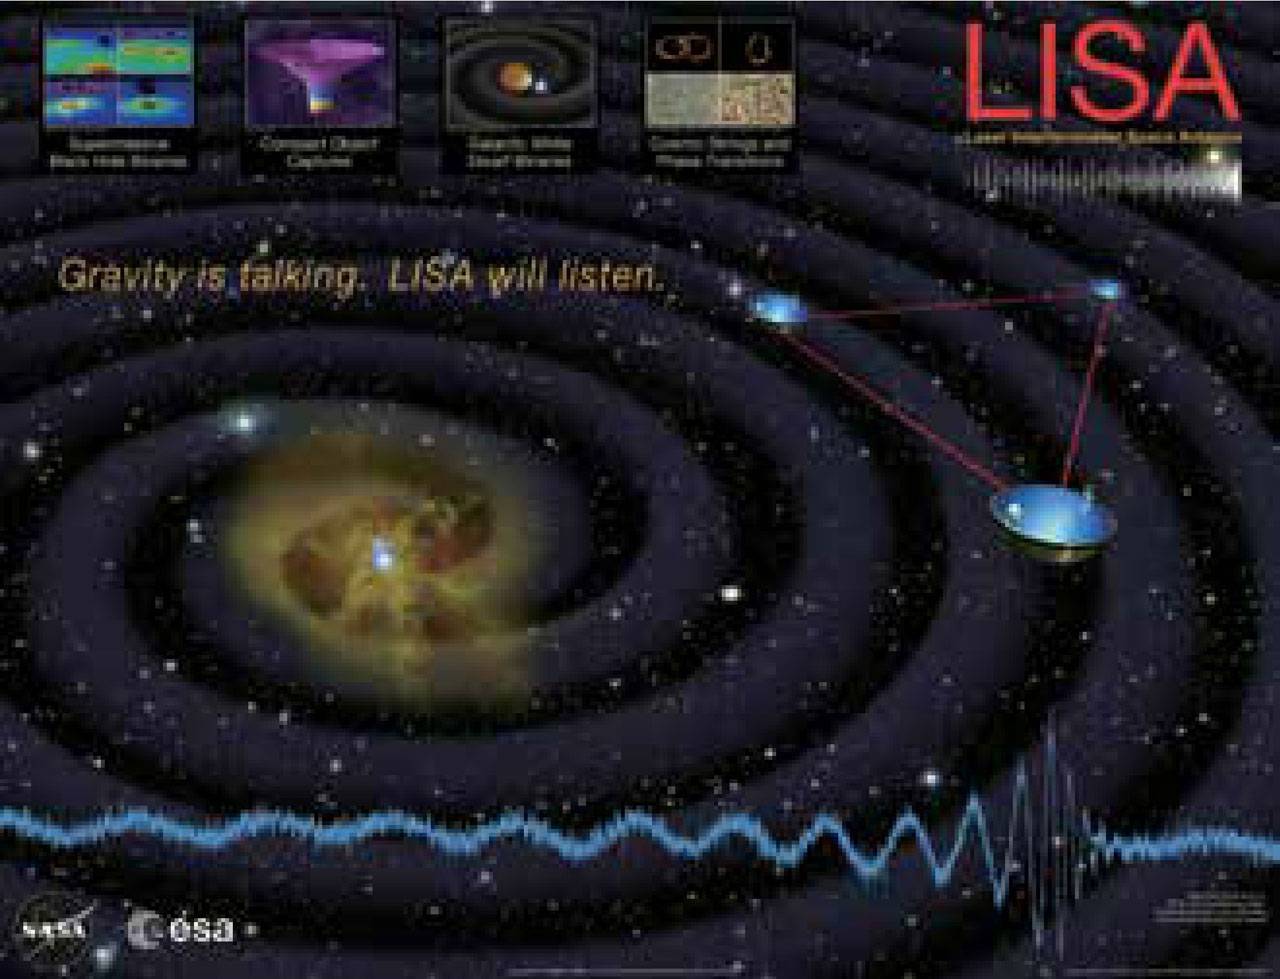 Supermassive
Black Hole Binaries
Compact Object
Captures
Galactic White
Dwarf Binaries
Cosmic Strings and
Phase Transitions
LISA
Laser Interferometer Space Antenna
Gravity is talking. LISA will listen.
NASA
esa